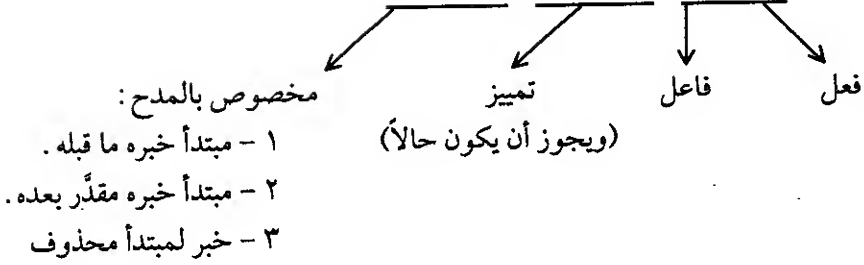 فعل فاعل تمييز مخصوص بالمدح :
(ويجوز أن يكون حالاً) ١ - مبتدأ خبره ما قبله .
٢ - مبتدأ خبره مقدَّر بعده .
٣ - خبر لمبتدأ محذوف